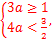 {3a ≥ 1
4a < 3/2,